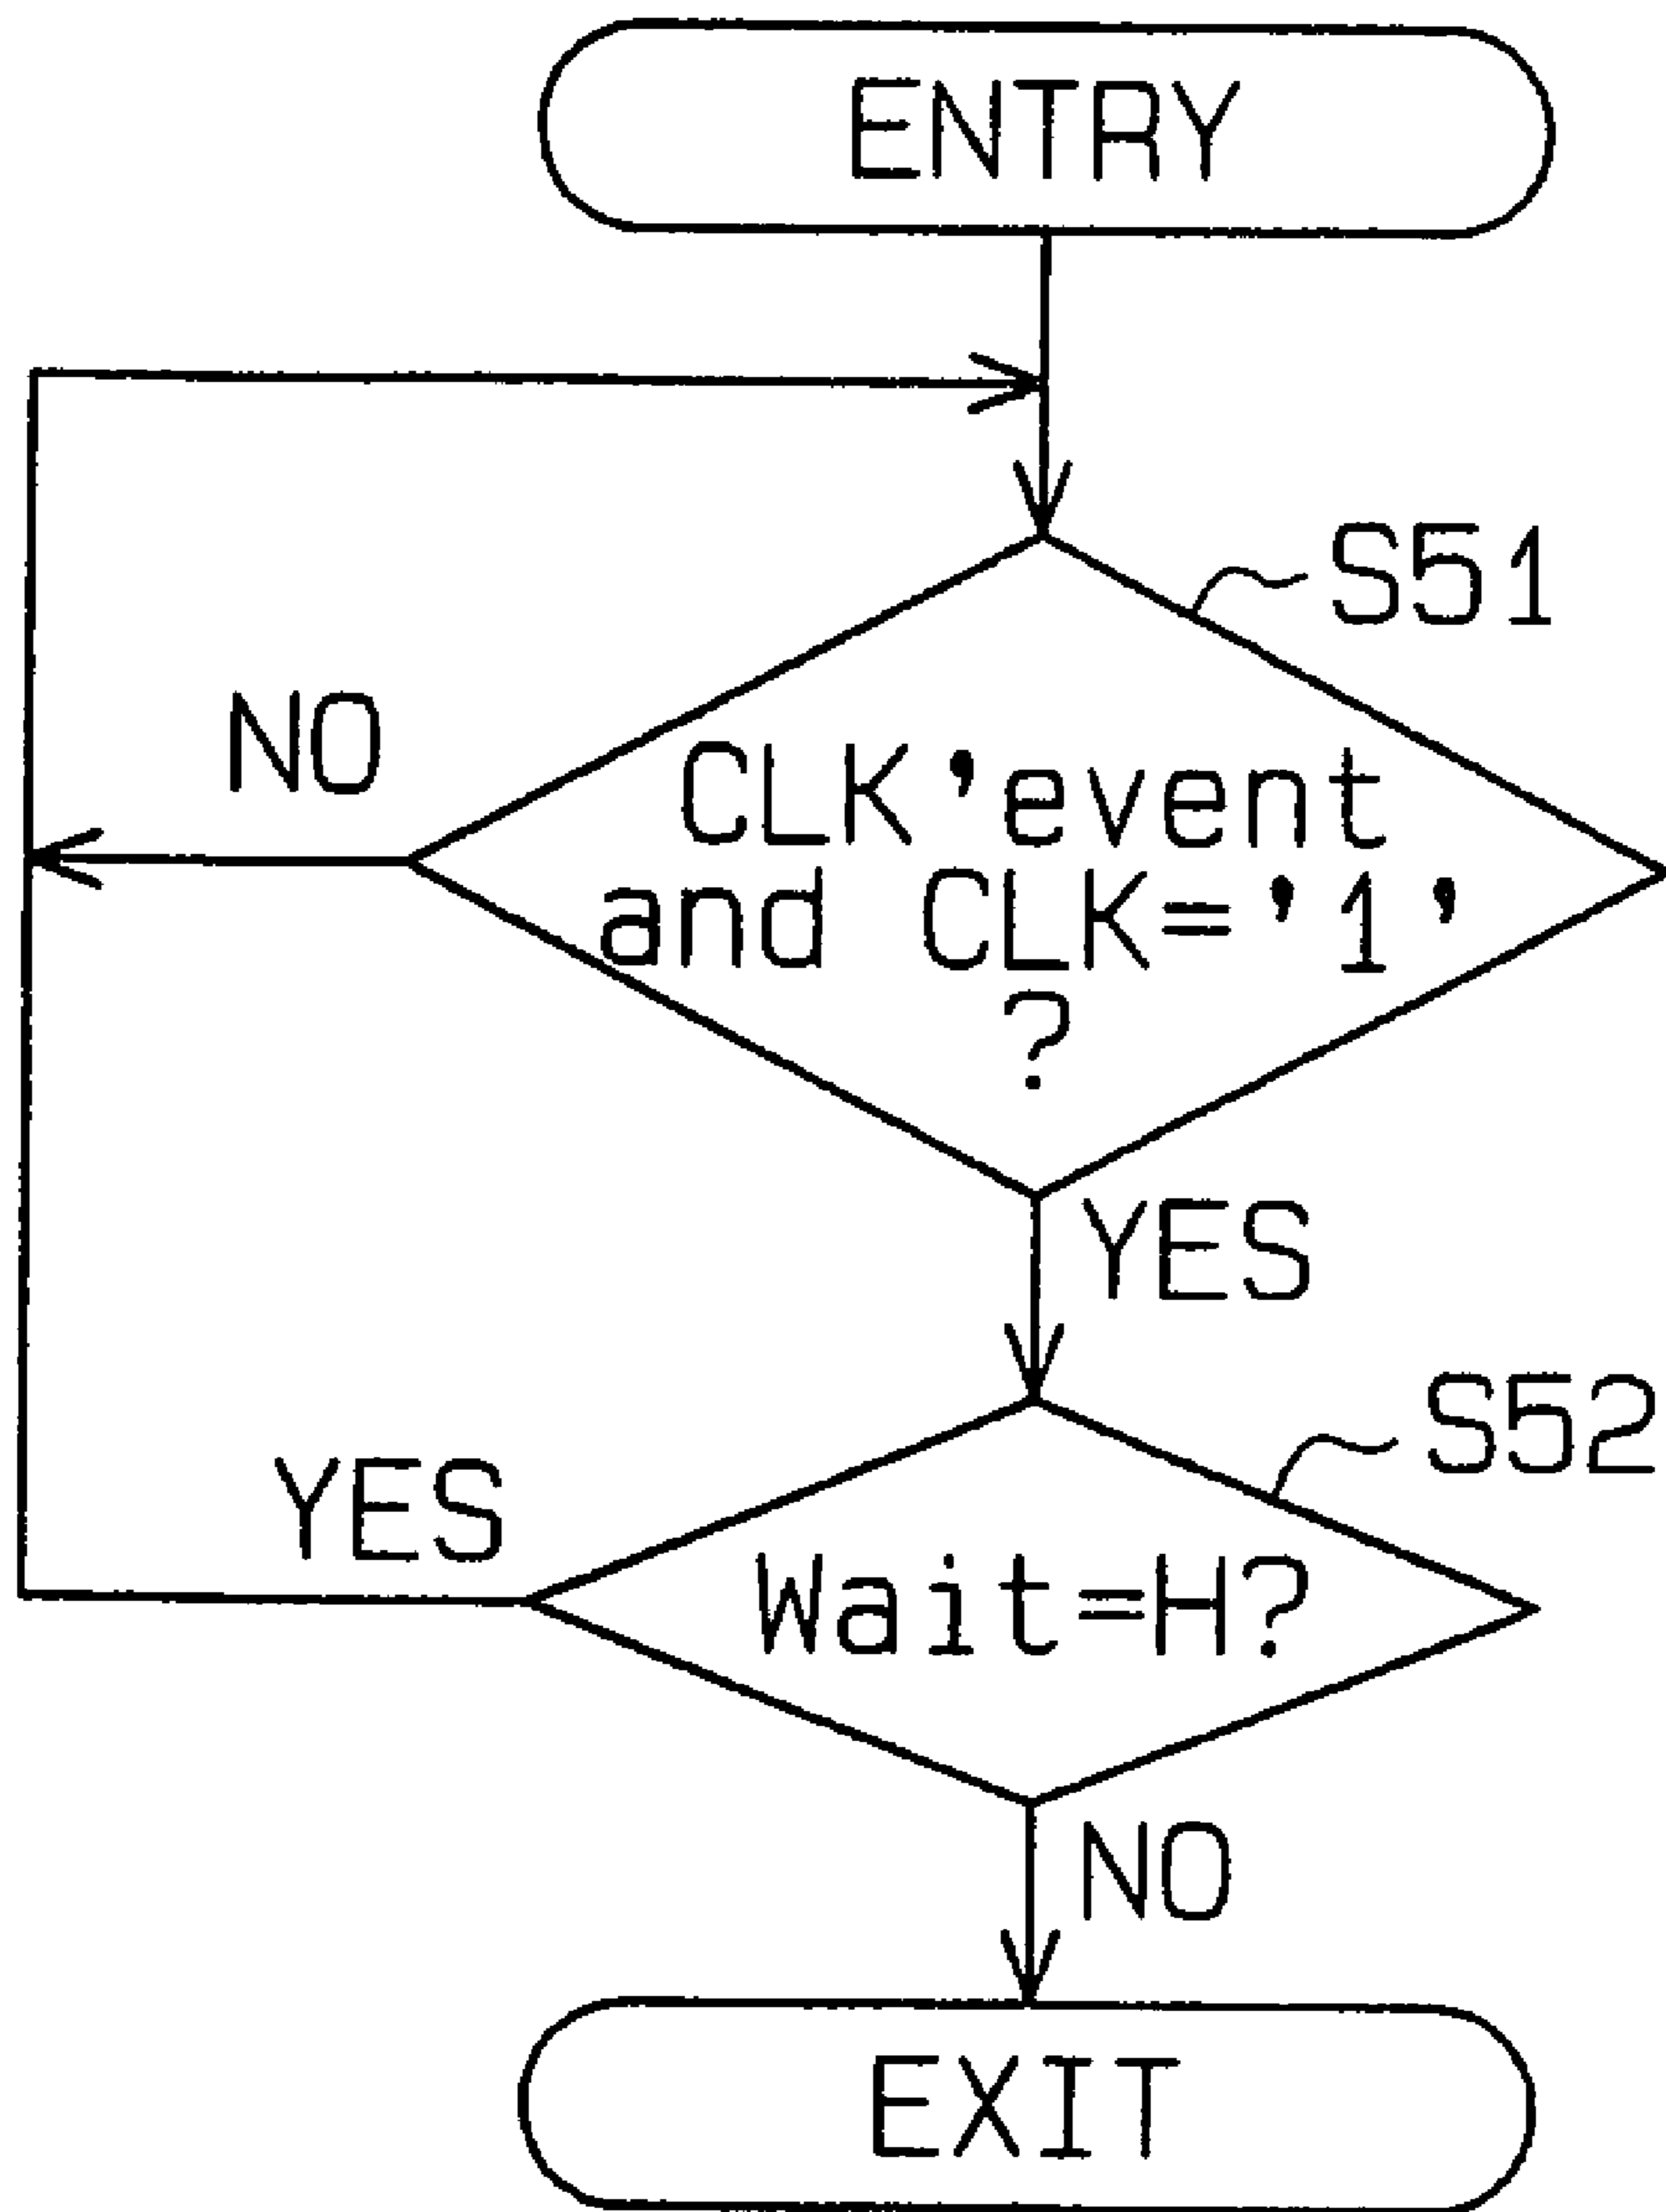 ENTRY
S51
NO
CLK'event
and CLK='1'
?
YES
S52
YES
Wait=H?
NO
EXIT